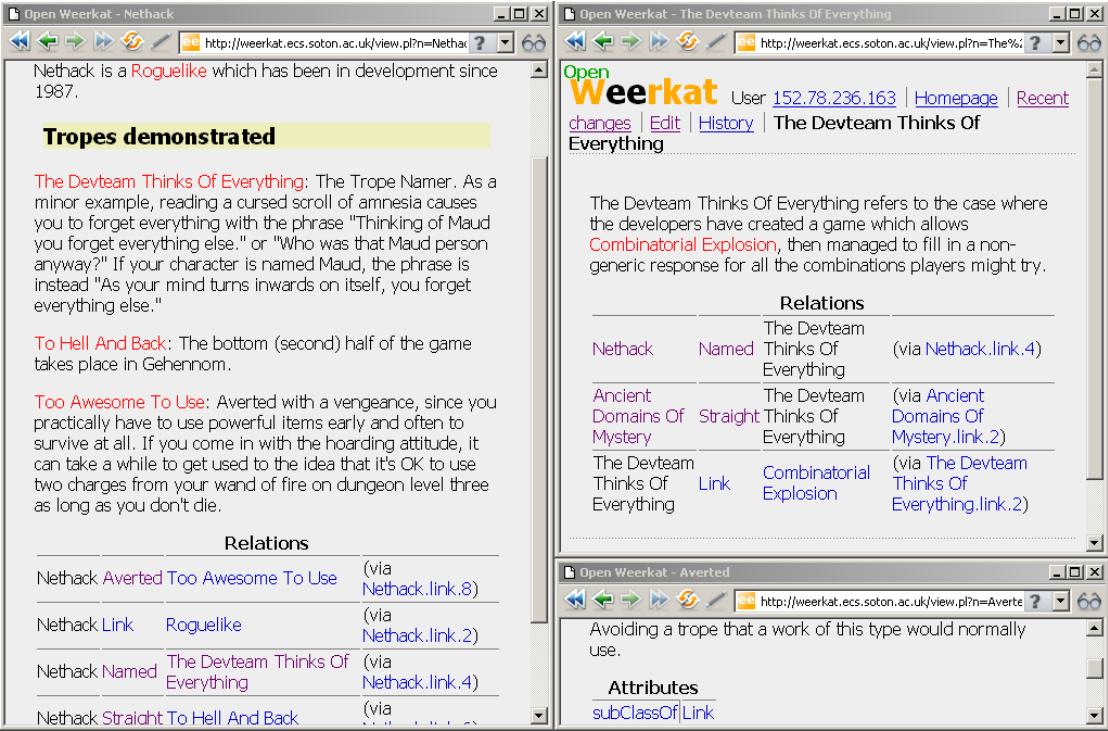 Open Weerkat - Nethack
http://weerkat.ecs.soton.ac.uk/view.pl?n=Nethac
Nethack is a Roguelike which has been in development since
1987.
Tropes demonstrated
The Devteam Thinks Of Everything: The Trope Namer. As a
minor example, reading a cursed scroll of amnesia causes
you to forget everything with the phrase "Thinking of Maud
you forget everything else." or "Who was that Maud person
anyway?" If your character is named Maud, the phrase is
instead "As your mind turns inwards on itself, you forget
everything else."
To Hell And Back: The bottom (second) half of the game
takes place in Gehennom.
Too Awesome To Use: Averted with a vengeance, since you
practically have to use powerful items early and often to
survive at all. If you come in with the hoarding attitude, it
can take a while to get used to the idea that it's OK to use
two charges from your wand of fire on dungeon level three
as long as you don't die.
Relations
Nethack Averted Too Awesome To Use (via
Nethack.link.8)
Nethack Link Roguelike (via
Nethack.link.2)
Nethack Named The Devteam Thinks Of
Everything (via
Nethack.link.4)
Nethack Straight To Hell And Back (via
Open Weerkat - The Devteam Thinks Of Everything
http://weerkat.ecs.soton.ac.uk/view.pl?n=The%2
Open
Weerkat User 152.78.236.163 | Homepage | Recent
changes | Edit | History | The Devteam Thinks Of
Everything
The Devteam Thinks Of Everything refers to the case where
the developers have created a game which allows
Combinatorial Explosion, then managed to fill in a non-
generic response for all the combinations players might try.
Relations
Nethack Named The Devteam
Thinks Of
Everything (via Nethack.link.4)
Ancient
Domains Of
Mystery Straight The Devteam
Thinks Of
Everything (via Ancient
Domains Of
Mystery.link.2)
The Devteam
Thinks Of
Everything Link Combinatorial
Explosion (via The Devteam
Thinks Of
Everything.link.2)
Open Weerkat - Averted
http://weerkat.ecs.soton.ac.uk/view.pl?n=Averte
Avoiding a trope that a work of this type would normally
use.
Attributes
subClassOf Link